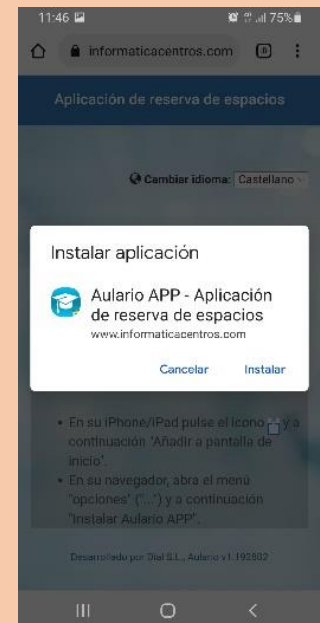 11:46 75%
informaticacentros.com
Aplicación de reserva de espacios
Cambiar idioma: Castellano
Instalar aplicación
Aulario APP - Aplicación
de reserva de espacios
www.informaticacentros.com
Cancelar Instalar
• En su iPhone/iPad pulse el icono y a
continuación "Añadir a pantalla de
inicio".
• En su navegador, abra el menú
"opciones" ("...") y a continuación
"Instalar Aulario APP".
Desarrollado por Dial S.L., Aulario v1.192802